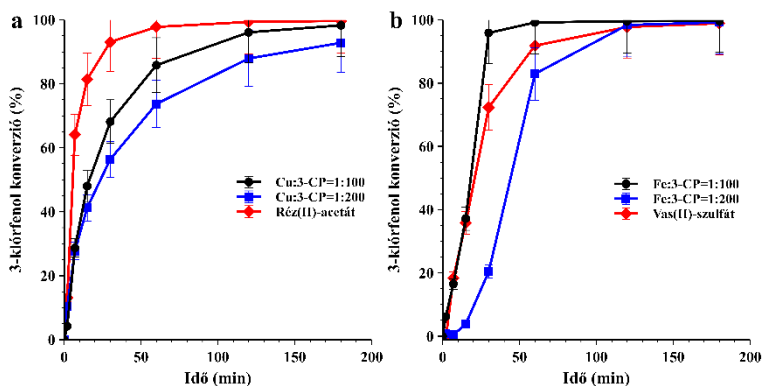 a
3-klórfenol konverzió (%)
100
80
60
40
20
0
Cu:3-CP=1:100
Cu:3-CP=1:200
Réz(II)-acetát
0
50
100
150
200
Idő (min)
b
3-klórfenol konverzió (%)
100
80
60
40
20
0
Fe:3-CP=1:100
Fe:3-CP=1:200
Vas(II)-szulfát
0
50
100
150
200
Idő (min)